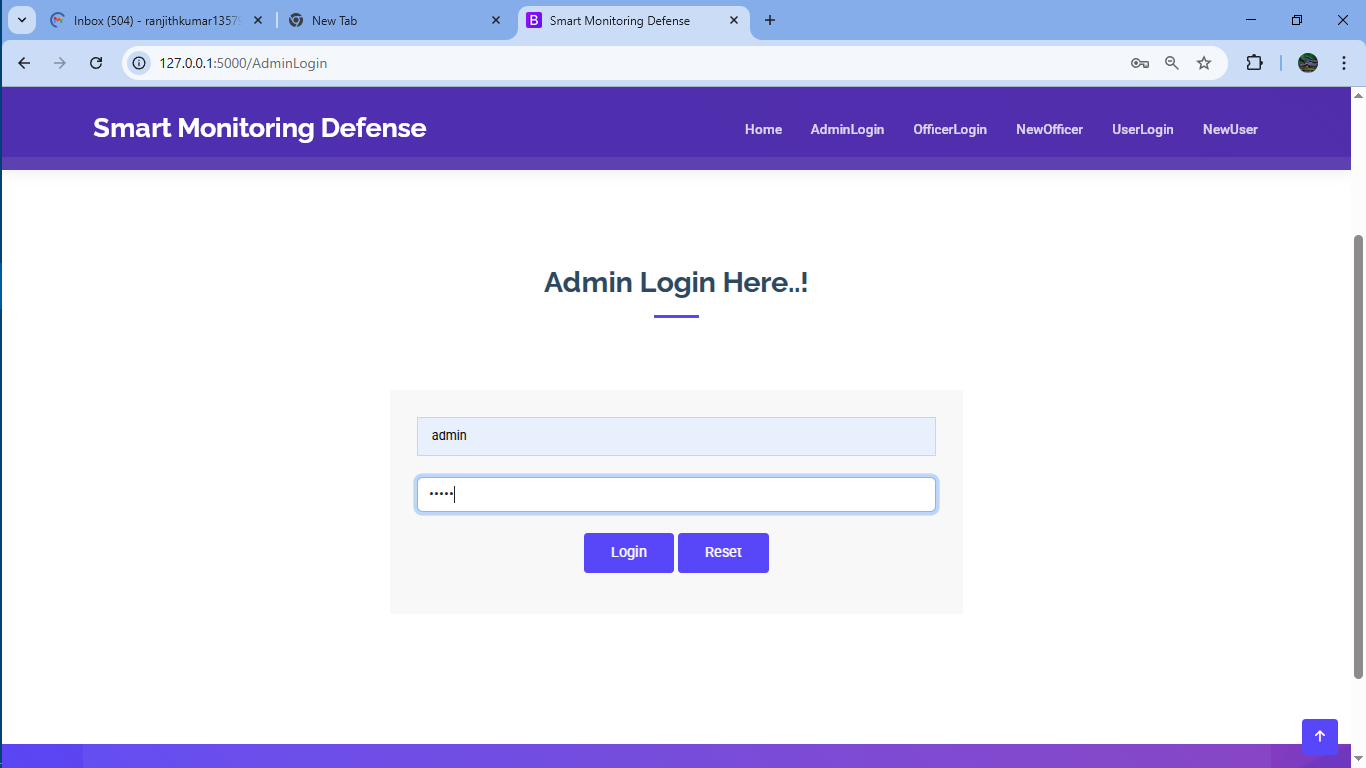 Inbox (504) - ranjithkumar1357
New Tab
Smart Monitoring Defense
127.0.0.1:5000/AdminLogin
Smart Monitoring Defense
Home AdminLogin OfficerLogin NewOfficer UserLogin NewUser
Admin Login Here..!
admin
•••••
Login Reset